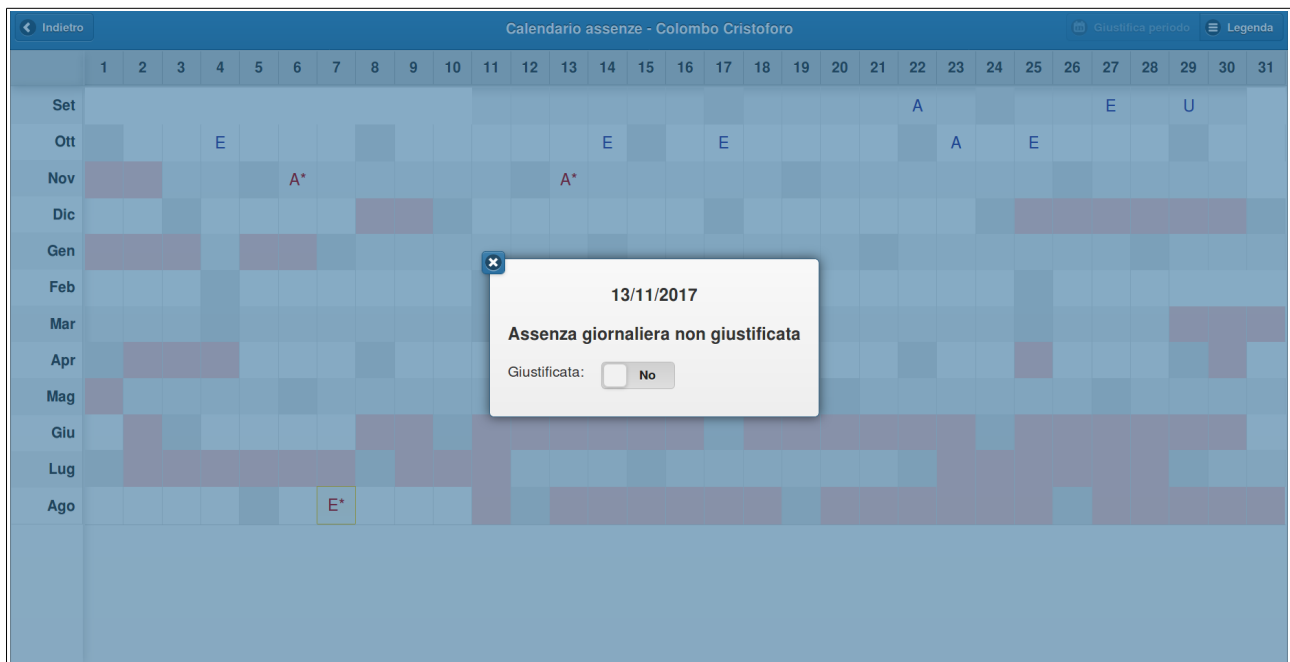 Indietro Calendario assenze - Colombo Cristoforo Giustifica periodo Legenda
1 2 3 4 5 6 7 8 9 10 11 12 13 14 15 16 17 18 19 20 21 22 23 24 25 26 27 28 29 30 31
Set A E U
Ott E E E A E
Nov A* A*
Dic
Gen
Feb
Mar
Apr
Mag
Giu
Lug
Ago E*
13/11/2017
Assenza giornaliera non giustificata
Giustificata: No